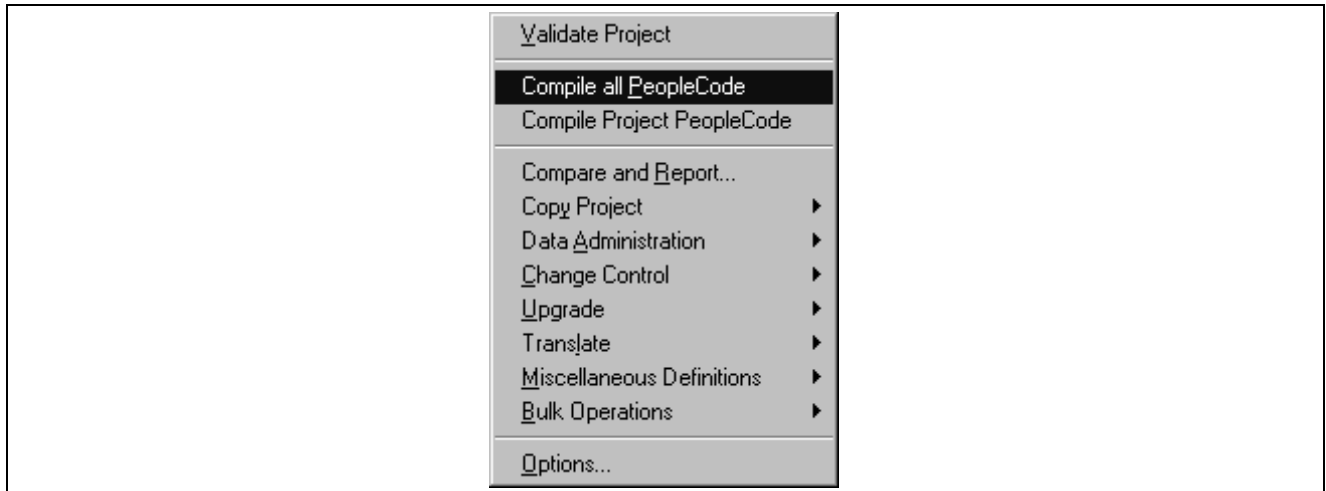 Validate Project
Compile all PeopleCode
Compile Project PeopleCode
Compare and Report...
Copy Project
Data Administration
Change Control
Upgrade
Translate
Miscellaneous Definitions
Bulk Operations
Options...